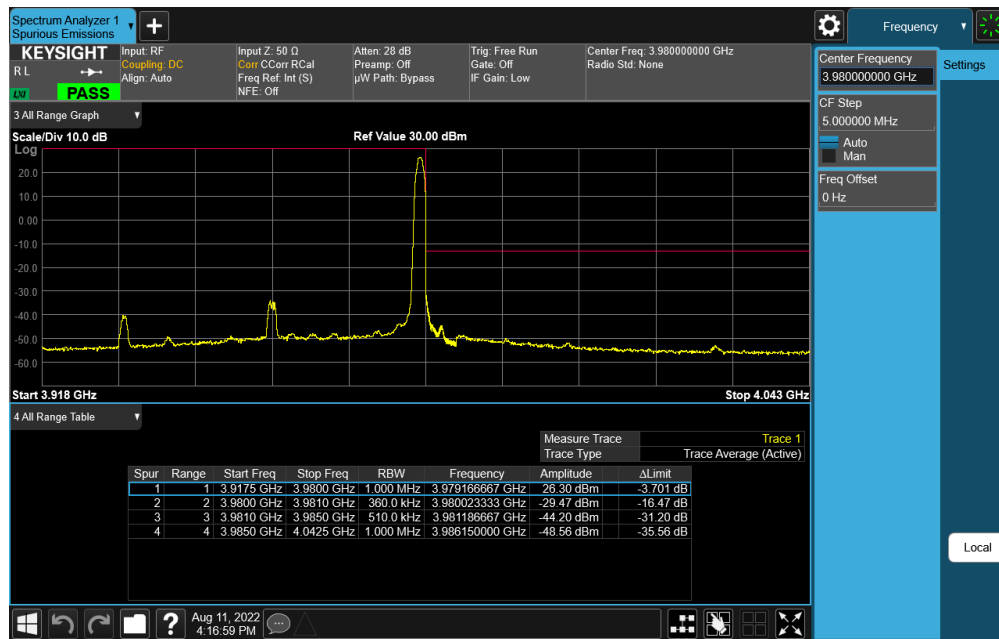 Spectrum Analyzer 1
Spurious Emissions
Frequency
KEYSIGHT
R L
LXI
PASS
Input: RF
Coupling: DC
Align: Auto
Input Z: 50 Ω
Corr CCorr RCal
Freq Ref: Int (S)
NFE: Off
Atten: 28 dB
Preamp: Off
µW Path: Bypass
Trig: Free Run
Gate: Off
IF Gain: Low
Center Freq: 3.980000000 GHz
Radio Std: None
Center Frequency
3.980000000 GHz
Settings
CF Step
5.000000 MHz
Auto
Man
Freq Offset
0 Hz
3 All Range Graph
Scale/Div 10.0 dB
Ref Value 30.00 dBm
Log
20.0
10.0
0.00
-10.0
-20.0
-30.0
-40.0
-50.0
-60.0
Start 3.918 GHz
Stop 4.043 GHz
4 All Range Table
Measure Trace Trace 1
Trace Type Trace Average (Active)
Spur Range Start Freq Stop Freq RBW Frequency Amplitude ΔLimit
1 1 3.9175 GHz 3.9800 GHz 1.000 MHz 3.979166667 GHz 26.30 dBm -3.701 dB
2 2 3.9800 GHz 3.9810 GHz 360.0 kHz 3.980023333 GHz -29.47 dBm -16.47 dB
3 3 3.9810 GHz 3.9850 GHz 510.0 kHz 3.981186667 GHz -44.20 dBm -31.20 dB
4 4 3.9850 GHz 4.0425 GHz 1.000 MHz 3.986150000 GHz -48.56 dBm -35.56 dB
Local
Aug 11, 2022
4:16:59 PM